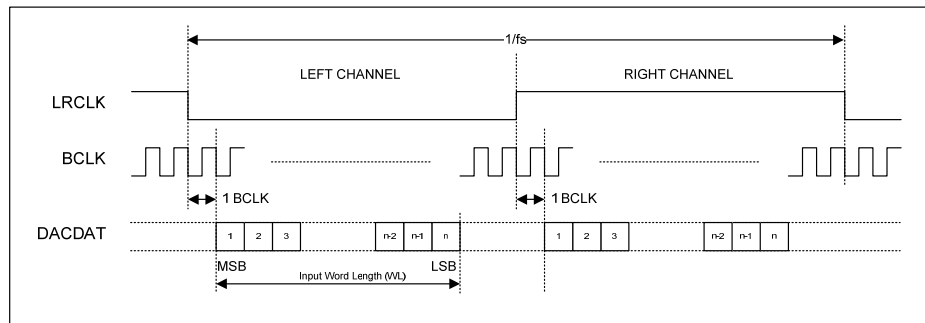 1/fs
LEFT CHANNEL RIGHT CHANNEL
LRCLK
BCLK
1 BCLK 1 BCLK
DACDAT 1 2 3 n-2 n-1 n 1 2 3 n-2 n-1 n
MSB LSB
Input Word Length (WL)